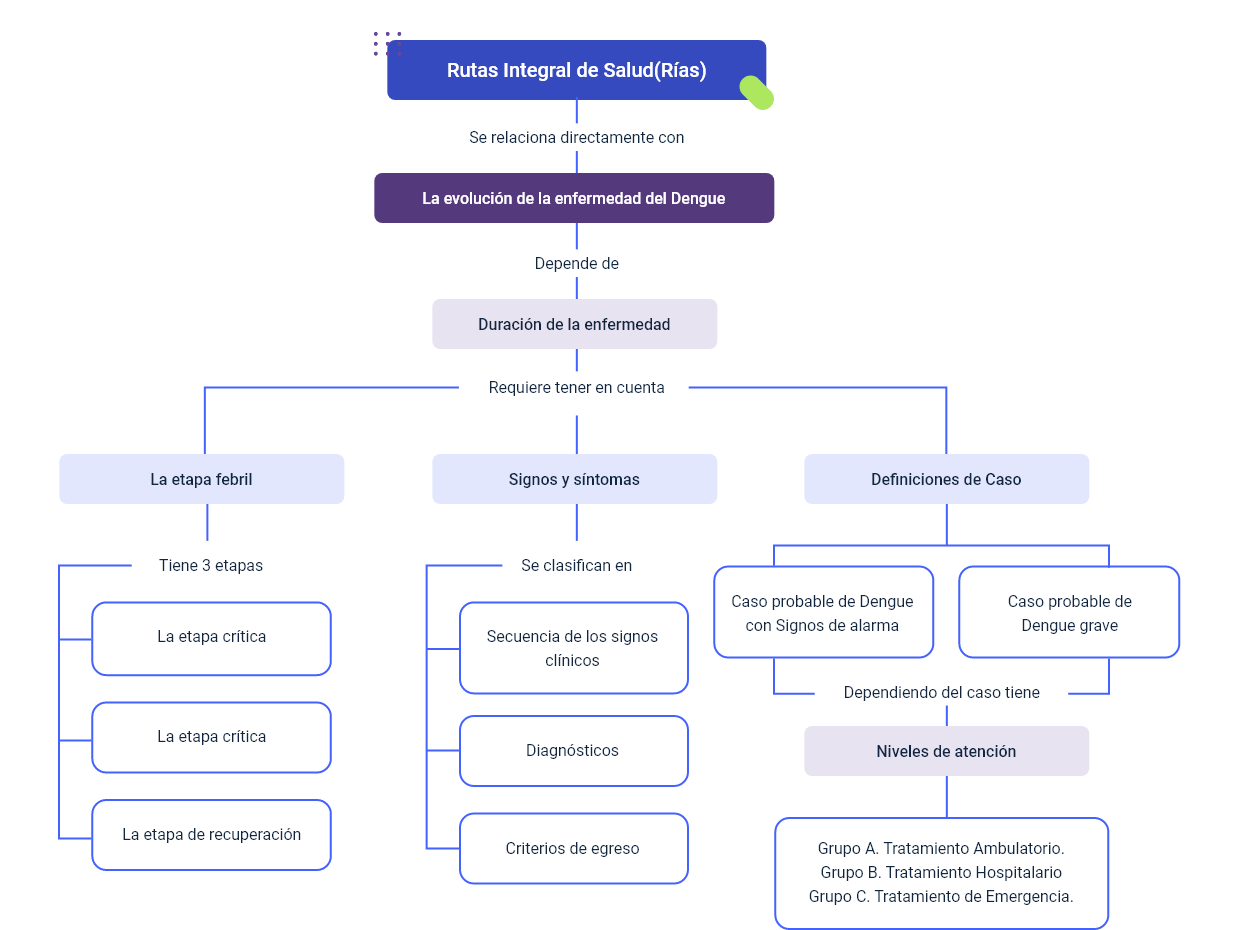 Rutas Integral de Salud(Rías)
Se relaciona directamente con
La evolución de la enfermedad del Dengue
Depende de
Duración de la enfermedad
Requiere tener en cuenta
La etapa febril
Tiene 3 etapas
La etapa crítica
La etapa crítica
La etapa de recuperación
Signos y síntomas
Se clasifican en
Secuencia de los signos
clínicos
Diagnósticos
Criterios de egreso
Definiciones de Caso
Caso probable de Dengue
con Signos de alarma
Caso probable de
Dengue grave
Dependiendo del caso tiene
Niveles de atención
Grupo A. Tratamiento Ambulatorio.
Grupo B. Tratamiento Hospitalario
Grupo C. Tratamiento de Emergencia.